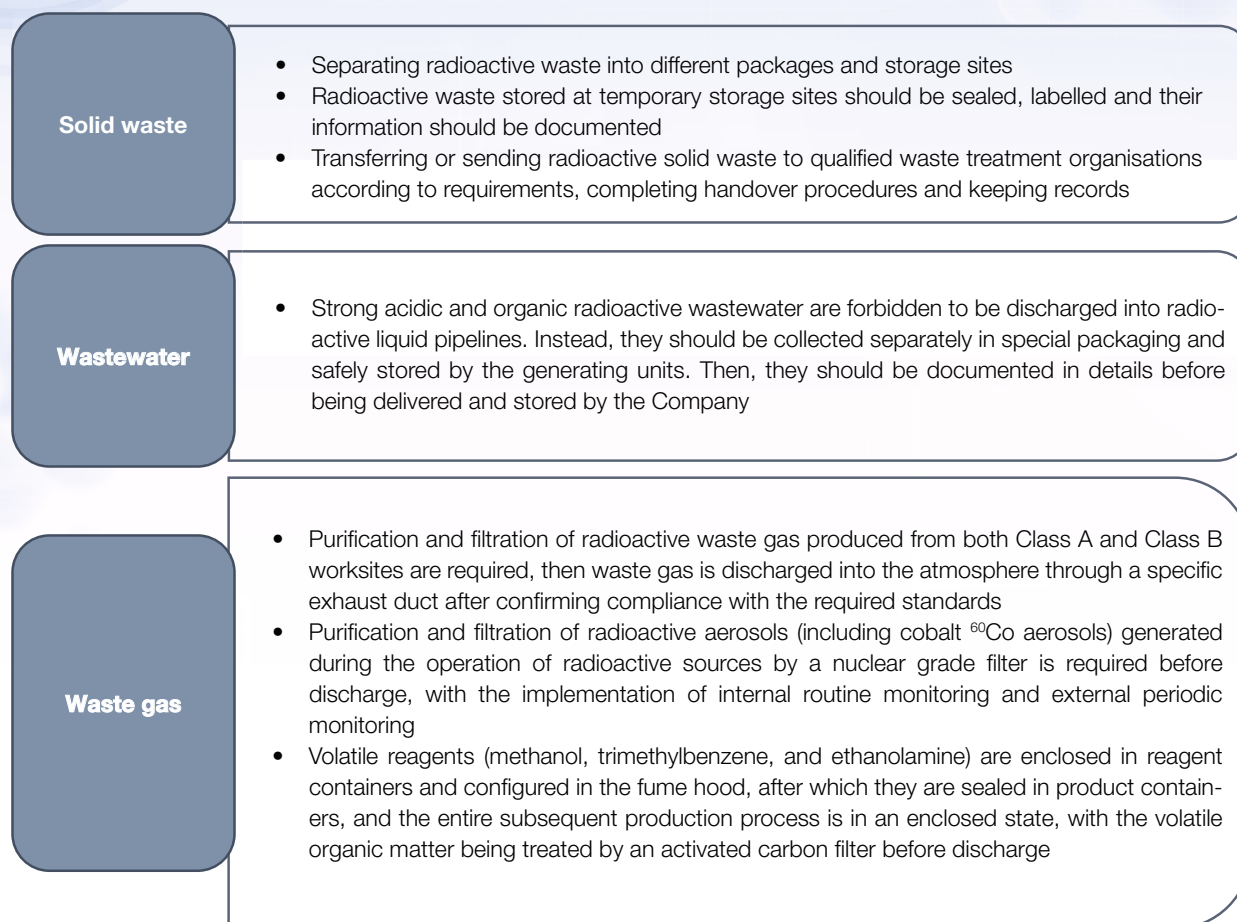 Solid waste
• Separating radioactive waste into different packages and storage sites
• Radioactive waste stored at temporary storage sites should be sealed, labelled and their
information should be documented
• Transferring or sending radioactive solid waste to qualified waste treatment organisations
according to requirements, completing handover procedures and keeping records
Wastewater
• Strong acidic and organic radioactive wastewater are forbidden to be discharged into radio-
active liquid pipelines. Instead, they should be collected separately in special packaging and
safely stored by the generating units. Then, they should be documented in details before
being delivered and stored by the Company
Waste gas
• Purification and filtration of radioactive waste gas produced from both Class A and Class B
worksites are required, then waste gas is discharged into the atmosphere through a specific
exhaust duct after confirming compliance with the required standards
• Purification and filtration of radioactive aerosols (including cobalt ⁶⁰Co aerosols) generated
during the operation of radioactive sources by a nuclear grade filter is required before
discharge, with the implementation of internal routine monitoring and external periodic
monitoring
• Volatile reagents (methanol, trimethylbenzene, and ethanolamine) are enclosed in reagent
containers and configured in the fume hood, after which they are sealed in product contain-
ers, and the entire subsequent production process is in an enclosed state, with the volatile
organic matter being treated by an activated carbon filter before discharge